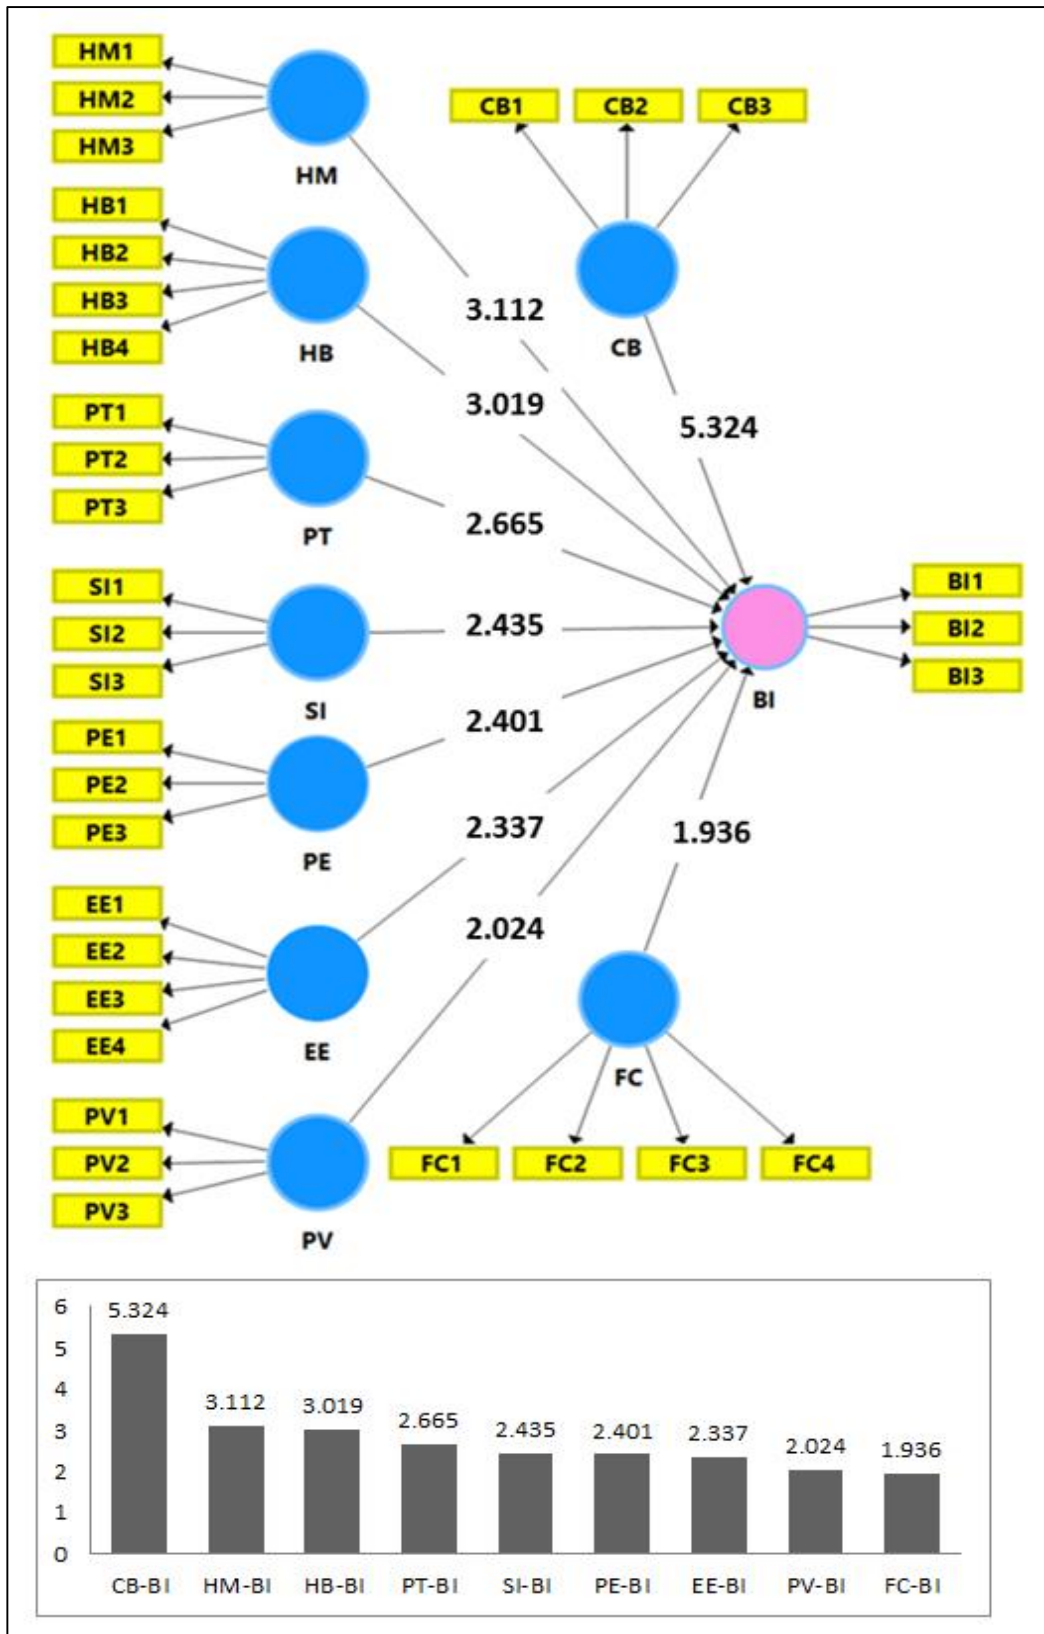 HM1
HM2
HM3
HM
CB1 CB2 CB3
CB
HB1
HB2
HB3
HB4
HB
3.112
3.019
5.324
PT1
PT2
PT3
PT
2.665
SI1
SI2
SI3
SI
2.435
BI
BI1
BI2
BI3
PE1
PE2
PE3
PE
2.401
EE1
EE2
EE3
EE4
EE
2.337
2.024
1.936
FC
FC1 FC2 FC3 FC4
PV1
PV2
PV3
PV
6
5
4
3
2
1
0
5.324 3.112 3.019 2.665 2.435 2.401 2.337 2.024 1.936
CB-BI HM-BI HB-BI PT-BI SI-BI PE-BI EE-BI PV-BI FC-BI